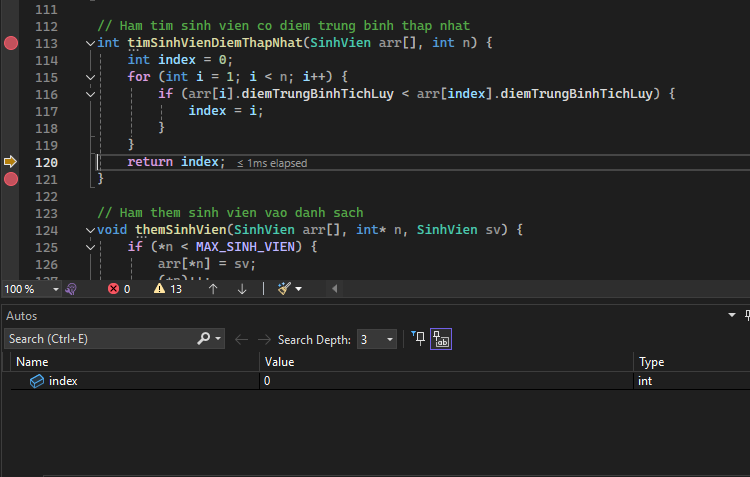 111
112 // Ham tim sinh vien co diem trung binh thap nhat
113 int timSinhVienDiemThapNhat(SinhVien arr[], int n) {
114 int index = 0;
115 for (int i = 1; i < n; i++) {
116 if (arr[i].diemTrungBinhTichLuy < arr[index].diemTrungBinhTichLuy) {
117 index = i;
118 }
119 }
120 return index; ≤ 1ms elapsed
121 }
122
123 // Ham them sinh vien vao danh sach
124 void themSinhVien(SinhVien arr[], int* n, SinhVien sv) {
125 if (*n < MAX_SINH_VIEN) {
126 arr[*n] = sv;
100 % 0 13
Autos
Search (Ctrl+E) Search Depth: 3
Name Value Type
index 0 int